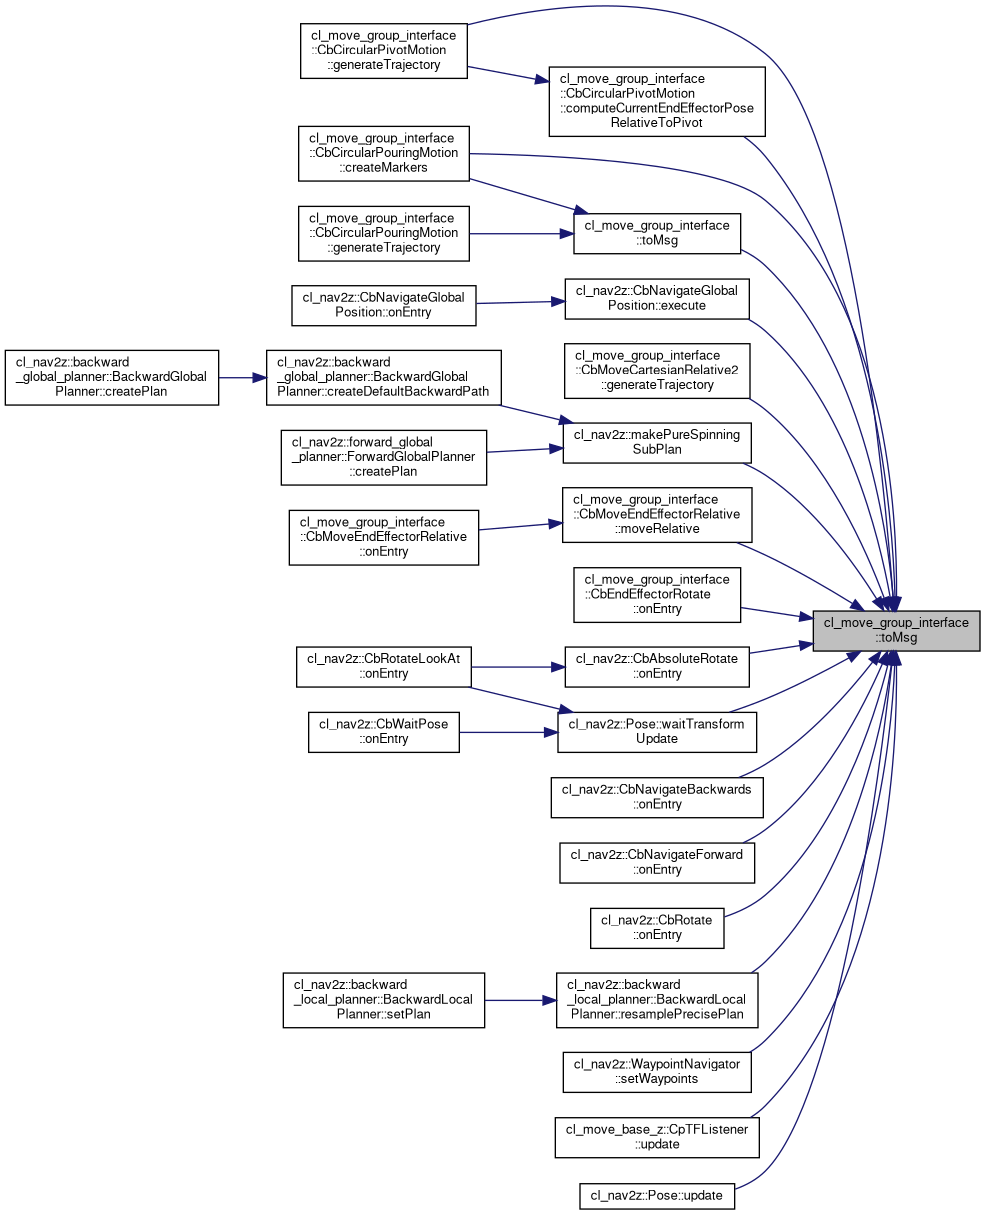 cl_move_group_interface
::CbCircularPivotMotion
::generateTrajectory
cl_move_group_interface
::CbCircularPivotMotion
::computeCurrentEndEffectorPose
RelativeToPivot
cl_move_group_interface
::CbCircularPouringMotion
::createMarkers
cl_move_group_interface
::CbCircularPouringMotion
::generateTrajectory
cl_move_group_interface
::toMsg
cl_nav2z::CbNavigateGlobal
Position::onEntry
cl_nav2z::CbNavigateGlobal
Position::execute
cl_move_group_interface
::CbMoveCartesianRelative2
::generateTrajectory
cl_nav2z::backward
_global_planner::BackwardGlobal
Planner::createPlan
cl_nav2z::backward
_global_planner::BackwardGlobal
Planner::createDefaultBackwardPath
cl_nav2z::makePureSpinning
SubPlan
cl_nav2z::forward_global
_planner::ForwardGlobalPlanner
::createPlan
cl_move_group_interface
::CbMoveEndEffectorRelative
::moveRelative
cl_move_group_interface
::CbMoveEndEffectorRelative
::onEntry
cl_move_group_interface
::CbEndEffectorRotate
::onEntry
cl_move_group_interface
::toMsg
cl_nav2z::CbRotateLookAt
::onEntry
cl_nav2z::CbAbsoluteRotate
::onEntry
cl_nav2z::CbWaitPose
::onEntry
cl_nav2z::Pose::waitTransform
Update
cl_nav2z::CbNavigateBackwards
::onEntry
cl_nav2z::CbNavigateForward
::onEntry
cl_nav2z::CbRotate
::onEntry
cl_nav2z::backward
_local_planner::BackwardLocal
Planner::setPlan
cl_nav2z::backward
_local_planner::BackwardLocal
Planner::resamplePrecisePlan
cl_nav2z::WaypointNavigator
::setWaypoints
cl_move_base_z::CpTFListener
::update
cl_nav2z::Pose::update